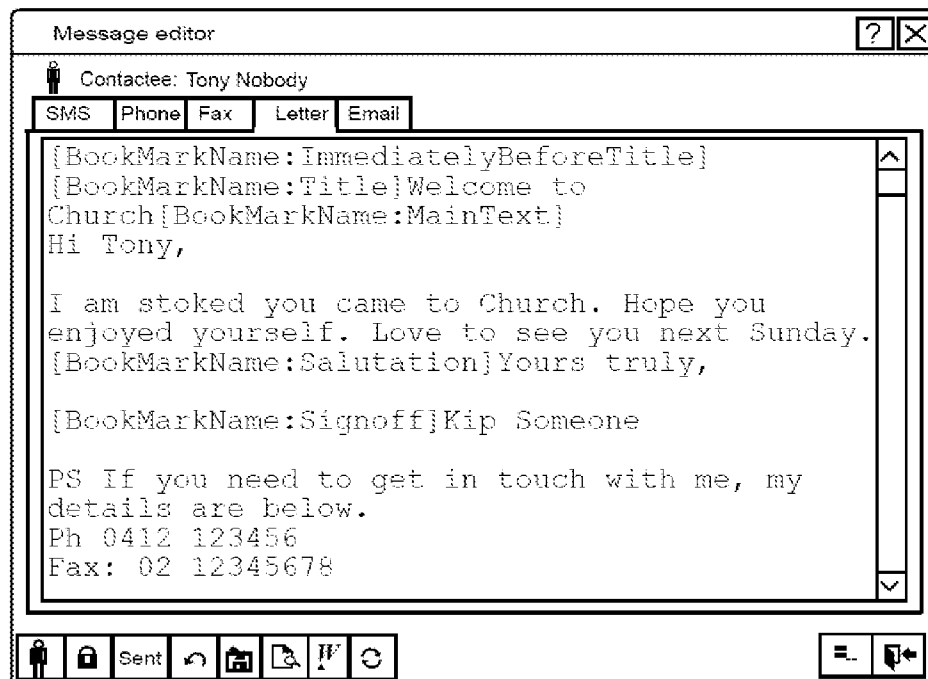 Message editor
?
Contactee: Tony Nobody
SMS Phone Fax Letter Email
[BookMarkName:ImmediatelyBeforeTitle]
[BookMarkName:Title]Welcome to
Church[BookMarkName:MainText]
Hi Tony,
I am stoked you came to Church. Hope you
enjoyed yourself. Love to see you next Sunday.
[BookMarkName:Salutation]Yours truly,
[BookMarkName:Signoff]Kip Someone
PS If you need to get in touch with me, my
details are below.
Ph 0412 123456
Fax: 02 12345678
Sent W